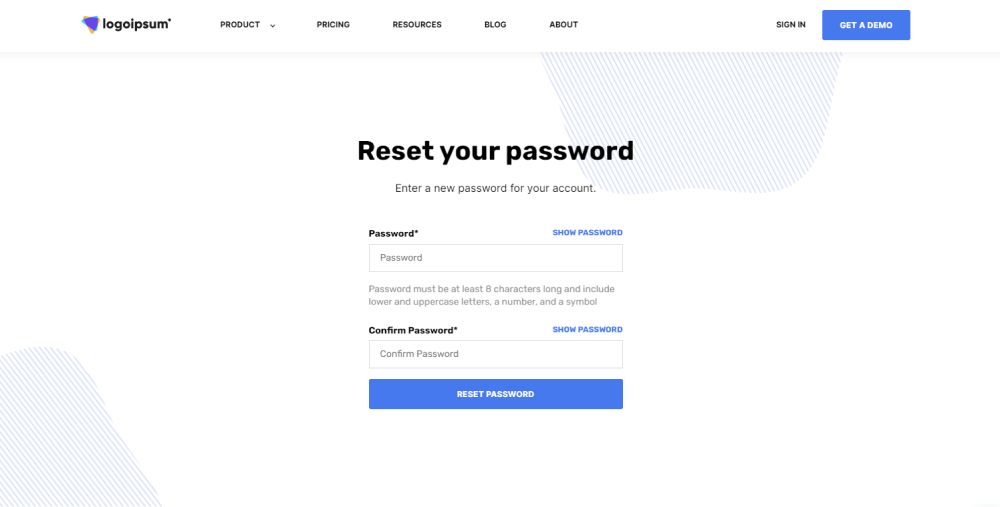 logoipsum®
PRODUCT
PRICING
RESOURCES
BLOG
ABOUT
SIGN IN
GET A DEMO
Reset your password
Enter a new password for your account.
Password*
SHOW PASSWORD
Password
Password must be at least 8 characters long and include
lower and uppercase letters, a number, and a symbol
Confirm Password*
SHOW PASSWORD
Confirm Password
RESET PASSWORD